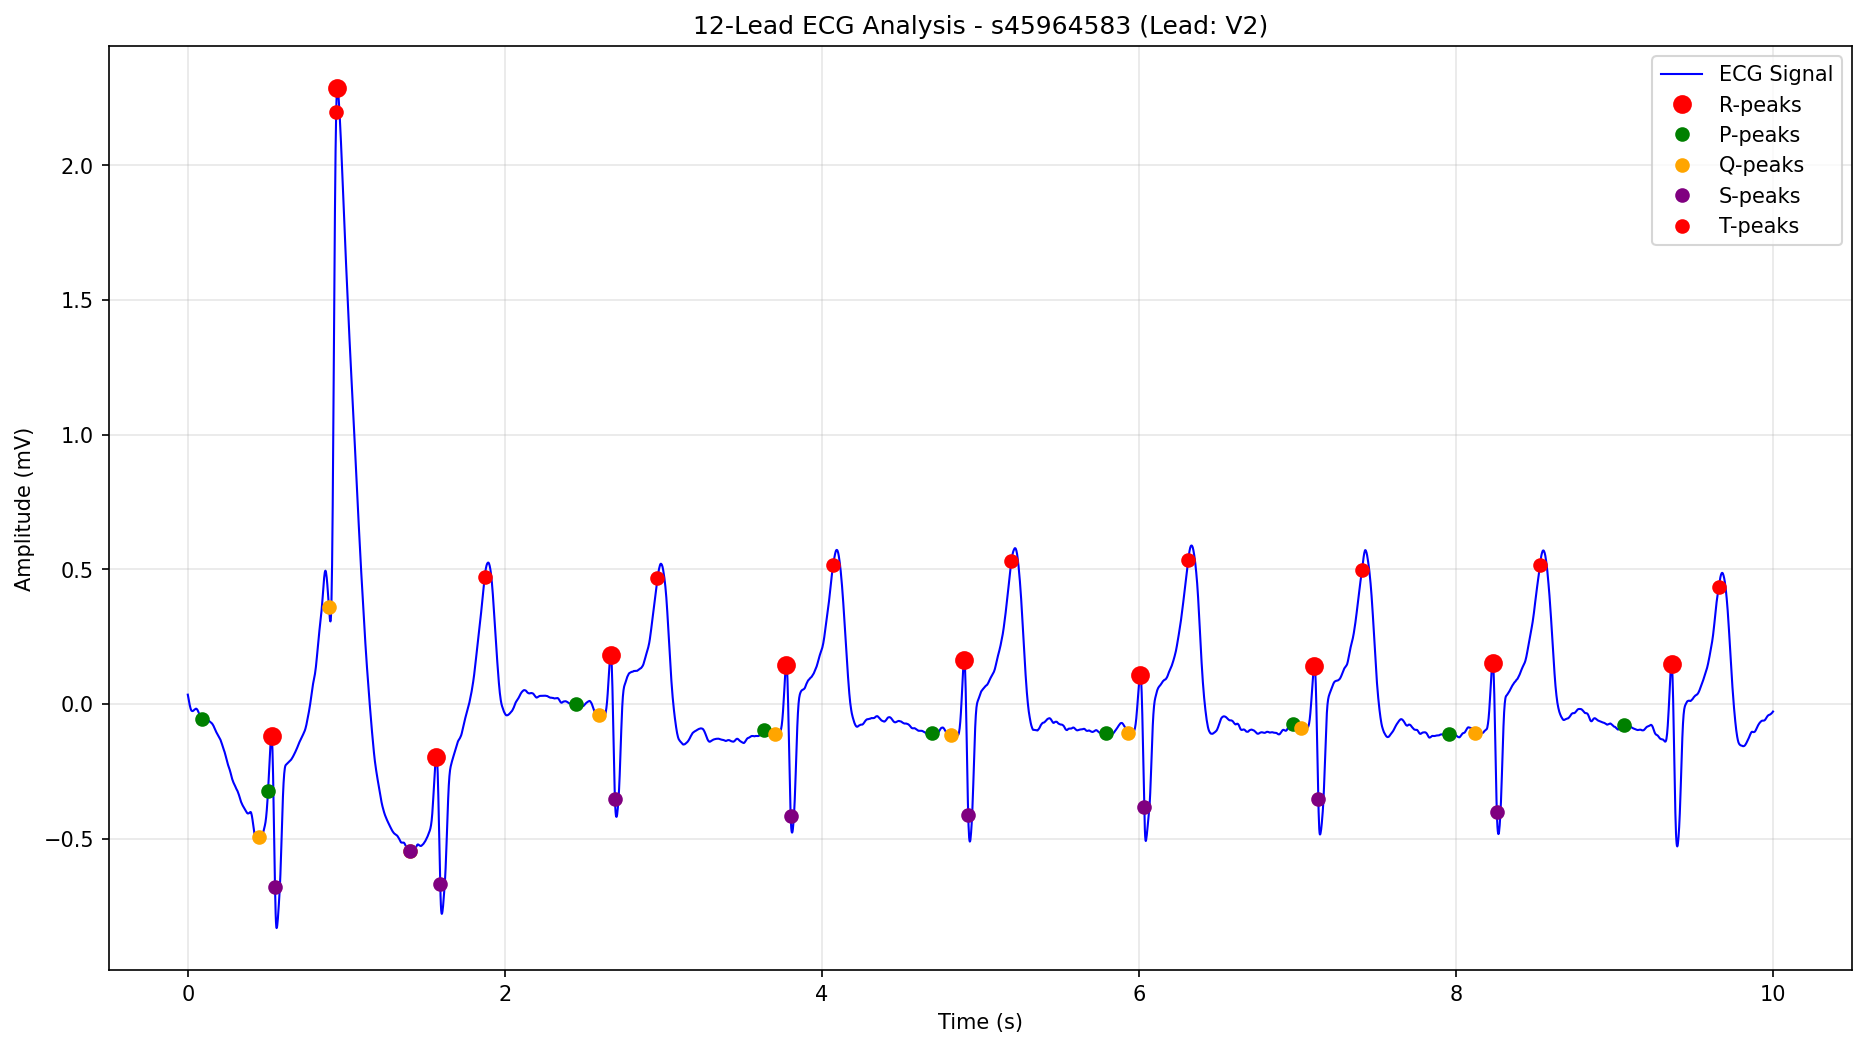 12-Lead ECG Analysis - s45964583 (Lead: V2)
ECG Signal
R-peaks
P-peaks
Q-peaks
S-peaks
T-peaks
Amplitude (mV)
2.0
1.5
1.0
0.5
0.0
−0.5
0 2 4 6 8 10
Time (s)